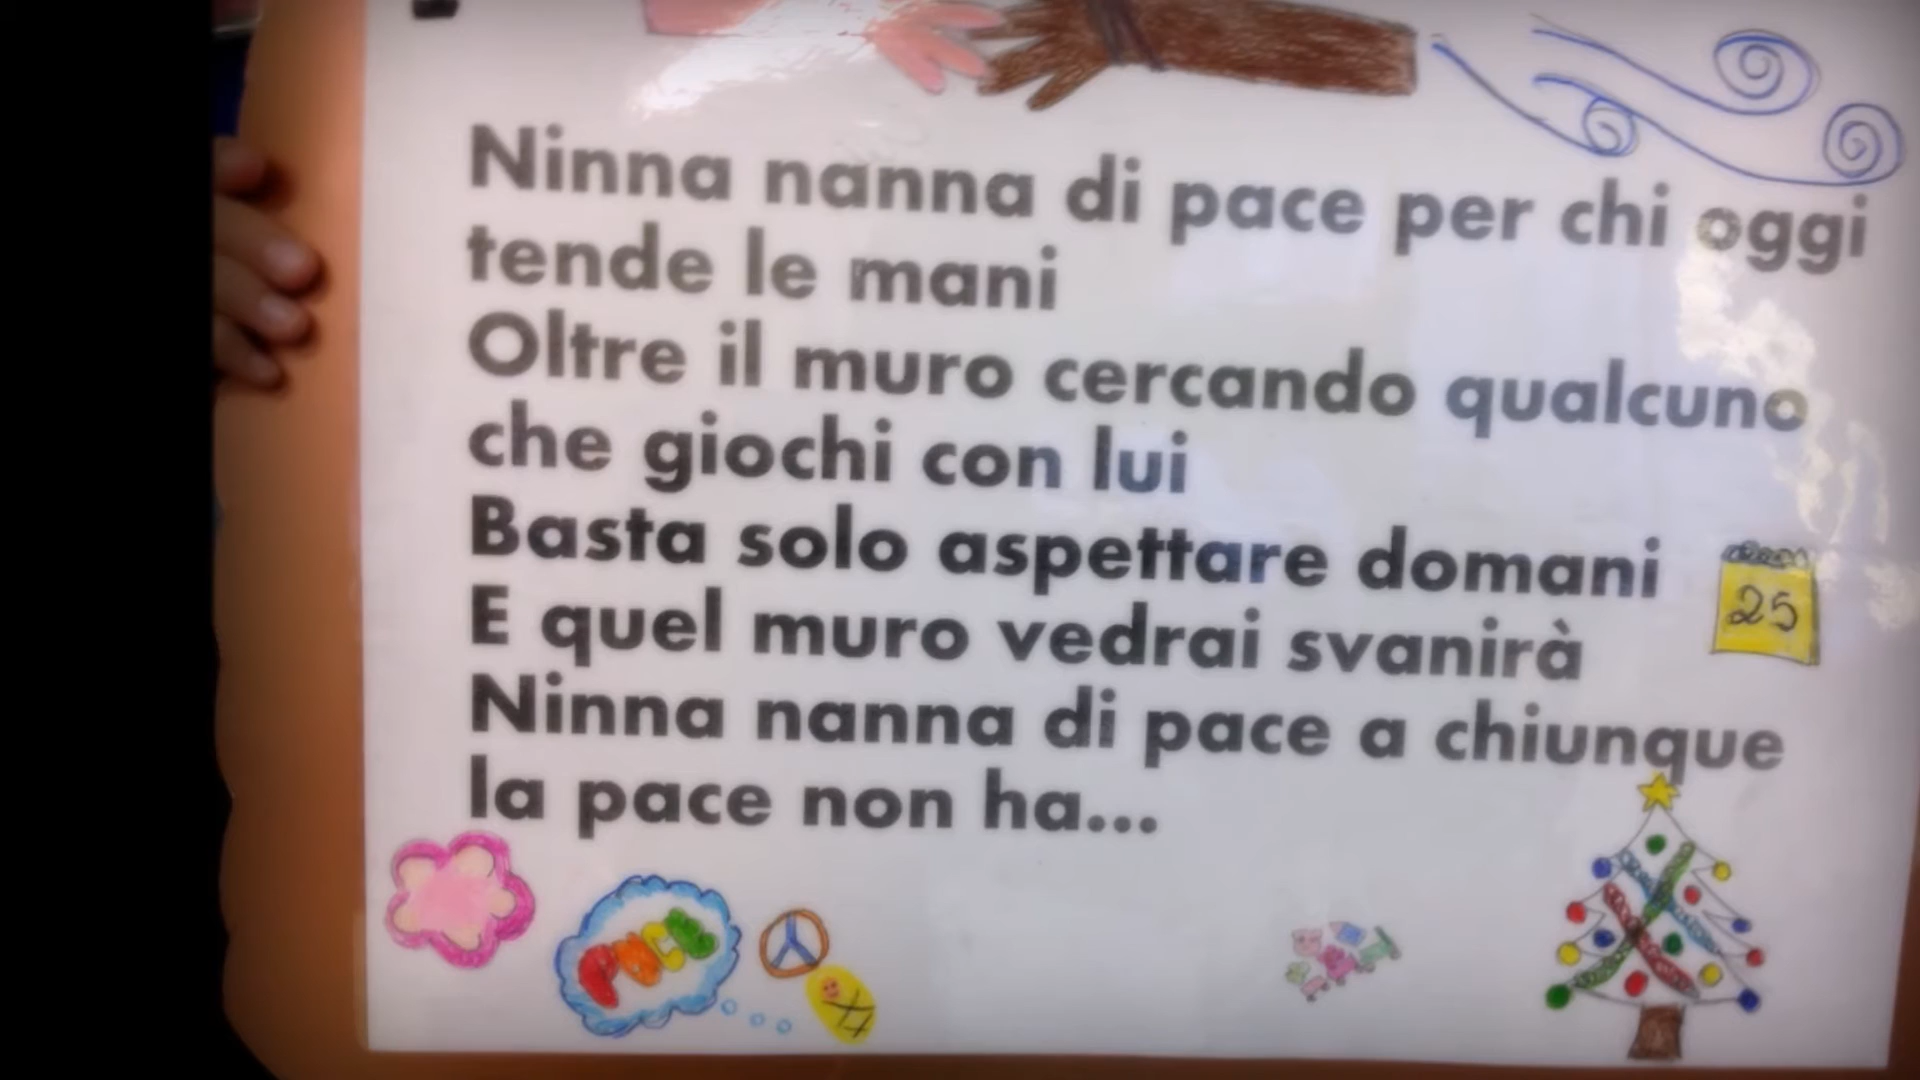 Ninna nanna di pace per chi oggi
tende le mani
Oltre il muro cercando qualcuno
che giochi con lui
Basta solo aspettare domani
25
E quel muro vedrai svanirà
Ninna nanna di pace a chiunque
la pace non ha...
PACE